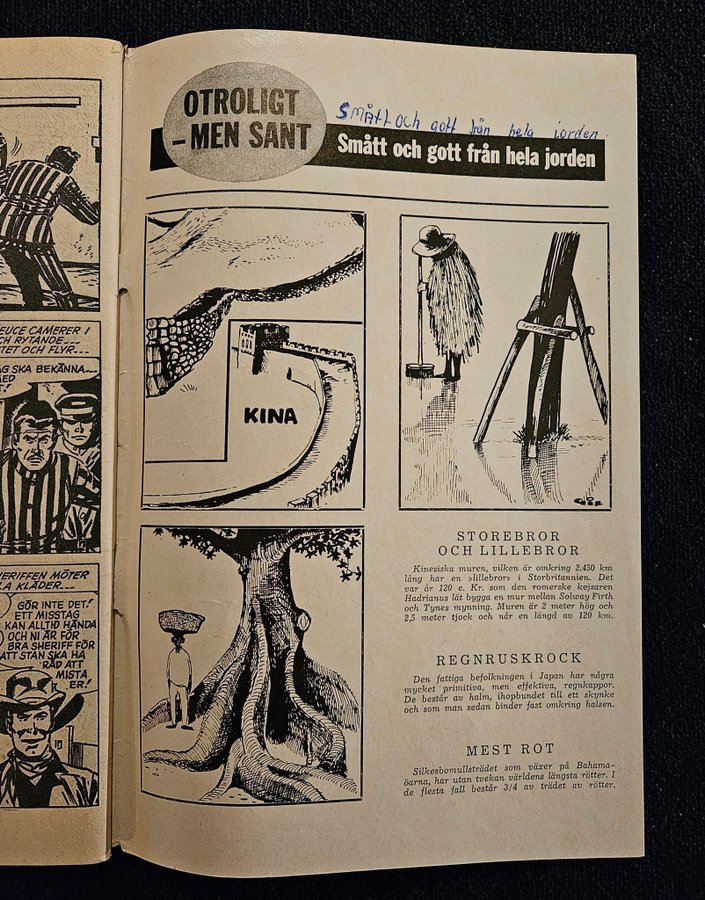 EUCE CAMERER I
CH RYTANDE....
TET OCH FLYR...
G SKA BEKÄNNA...
AED
HERIFFEN MÖTER
LA KLÄDER...
GÖR INTE DET!
ETT MISSTAG
KAN ALLTID HÄNDA
OCH NI ÄR FÖR
BRA SHERIFF FÖR
ATT STAN SKA HA
RÅD ATT
MISTA
ER!
OTROLIGT
– MEN SANT
Smått och gott från hela jorden
Smått och gott från hela jorden
KINA
STOREBROR
OCH LILLEBROR
Kinesiska muren, vilken är omkring 2.450 km
lång har en »lillebror» i Storbritannien. Det
var år 120 e. Kr. som den romerske kejsaren
Hadrianus lät bygga en mur mellan Solway Firth
och Tynes mynning. Muren är 2 meter hög och
2,5 meter tjock och når en längd av 120 km.
REGNRUSKROCK
Den fattiga befolkningen i Japan har några
mycket primitiva, men effektiva, regnkappor.
De består av halm, ihopbundet till ett skynke
och som man sedan binder fast omkring halsen.
MEST ROT
Silkesbomullsträdet som växer på Bahama-
öarna, har utan tvekan världens längsta rötter. I
de flesta fall består 3/4 av trädet av rötter.